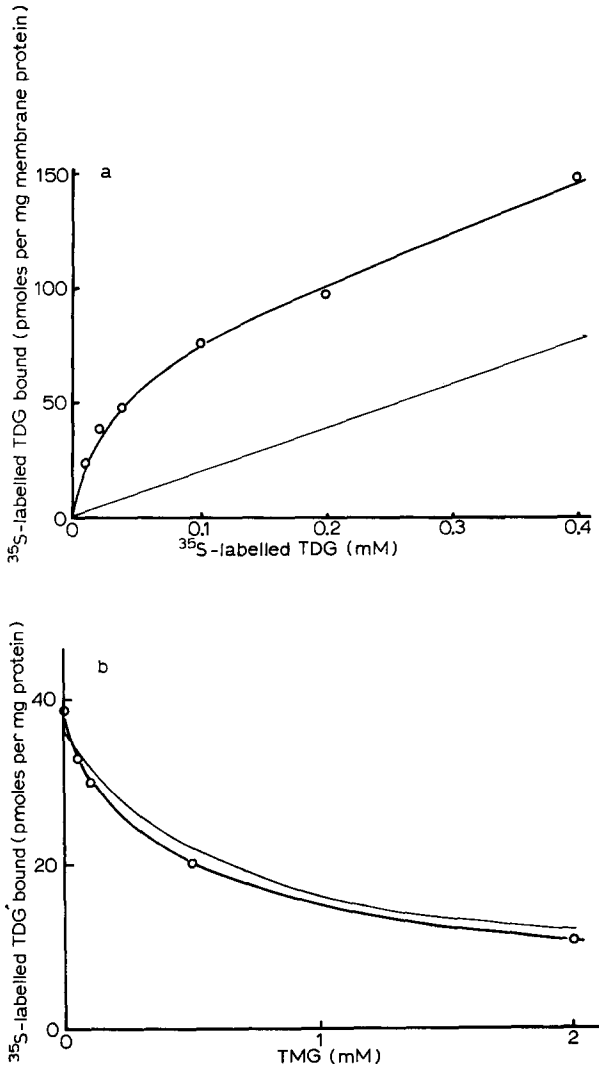 ³⁵S-labelled TDG bound (pmoles per mg membrane protein)
a
150
100
50
0
0 0.1 0.2 0.3 0.4
³⁵S-labelled TDG (mM)
³⁵S-labelled TDG bound (pmoles per mg protein)
b
40
20
0
0 1 2
TMG (mM)